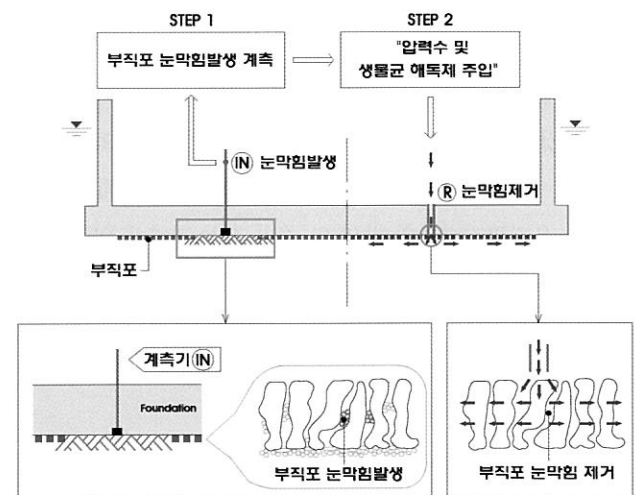 STEP 1
STEP 2
부직포 눈막힘발생 계측
"압력수 및
생물균 해독제 주입"
IN 눈막힘발생
R 눈막힘제거
부직포
계측기 IN
Foundation
부직포 눈막힘발생
부직포 눈막힘 제거